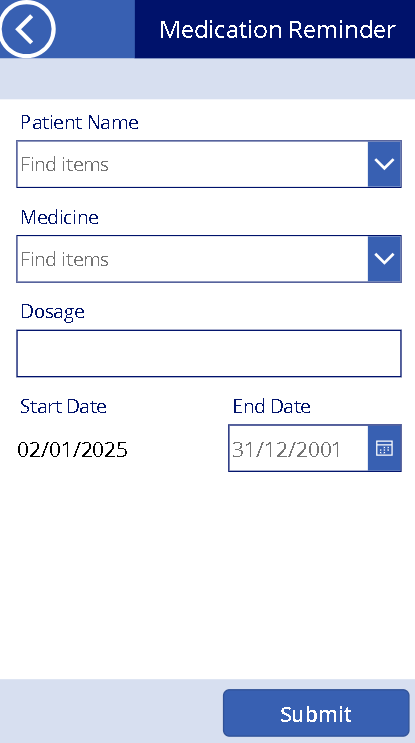 Medication Reminder
Patient Name
Find items
Medicine
Find items
Dosage
Start Date End Date
02/01/2025 31/12/2001
Submit